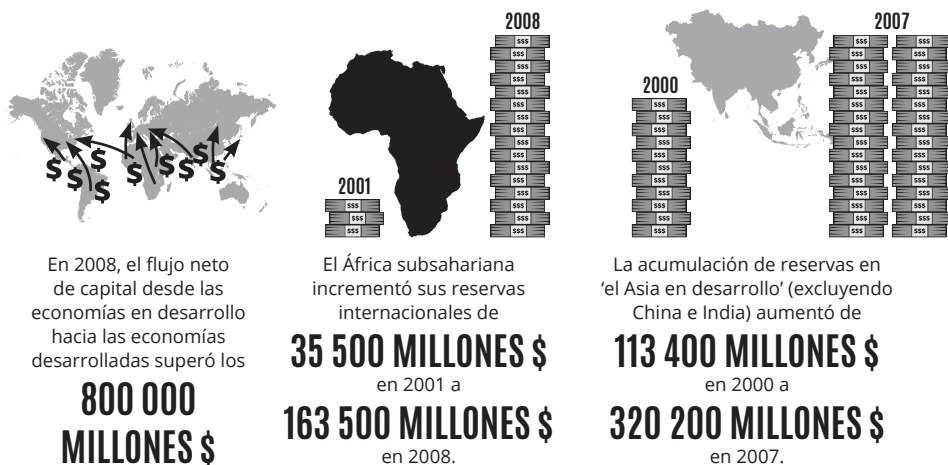 2008
2007
2000
2001
$$$
$
En 2008, el flujo neto
de capital desde las
economías en desarrollo
hacia las economías
desarrolladas superó los
800 000
MILLONES $
El África subsahariana
incrementó sus reservas
internacionales de
35 500 MILLONES $
en 2001 a
163 500 MILLONES $
en 2008.
La acumulación de reservas en
‘el Asia en desarrollo’ (excluyendo
China e India) aumentó de
113 400 MILLONES $
en 2000 a
320 200 MILLONES $
en 2007.